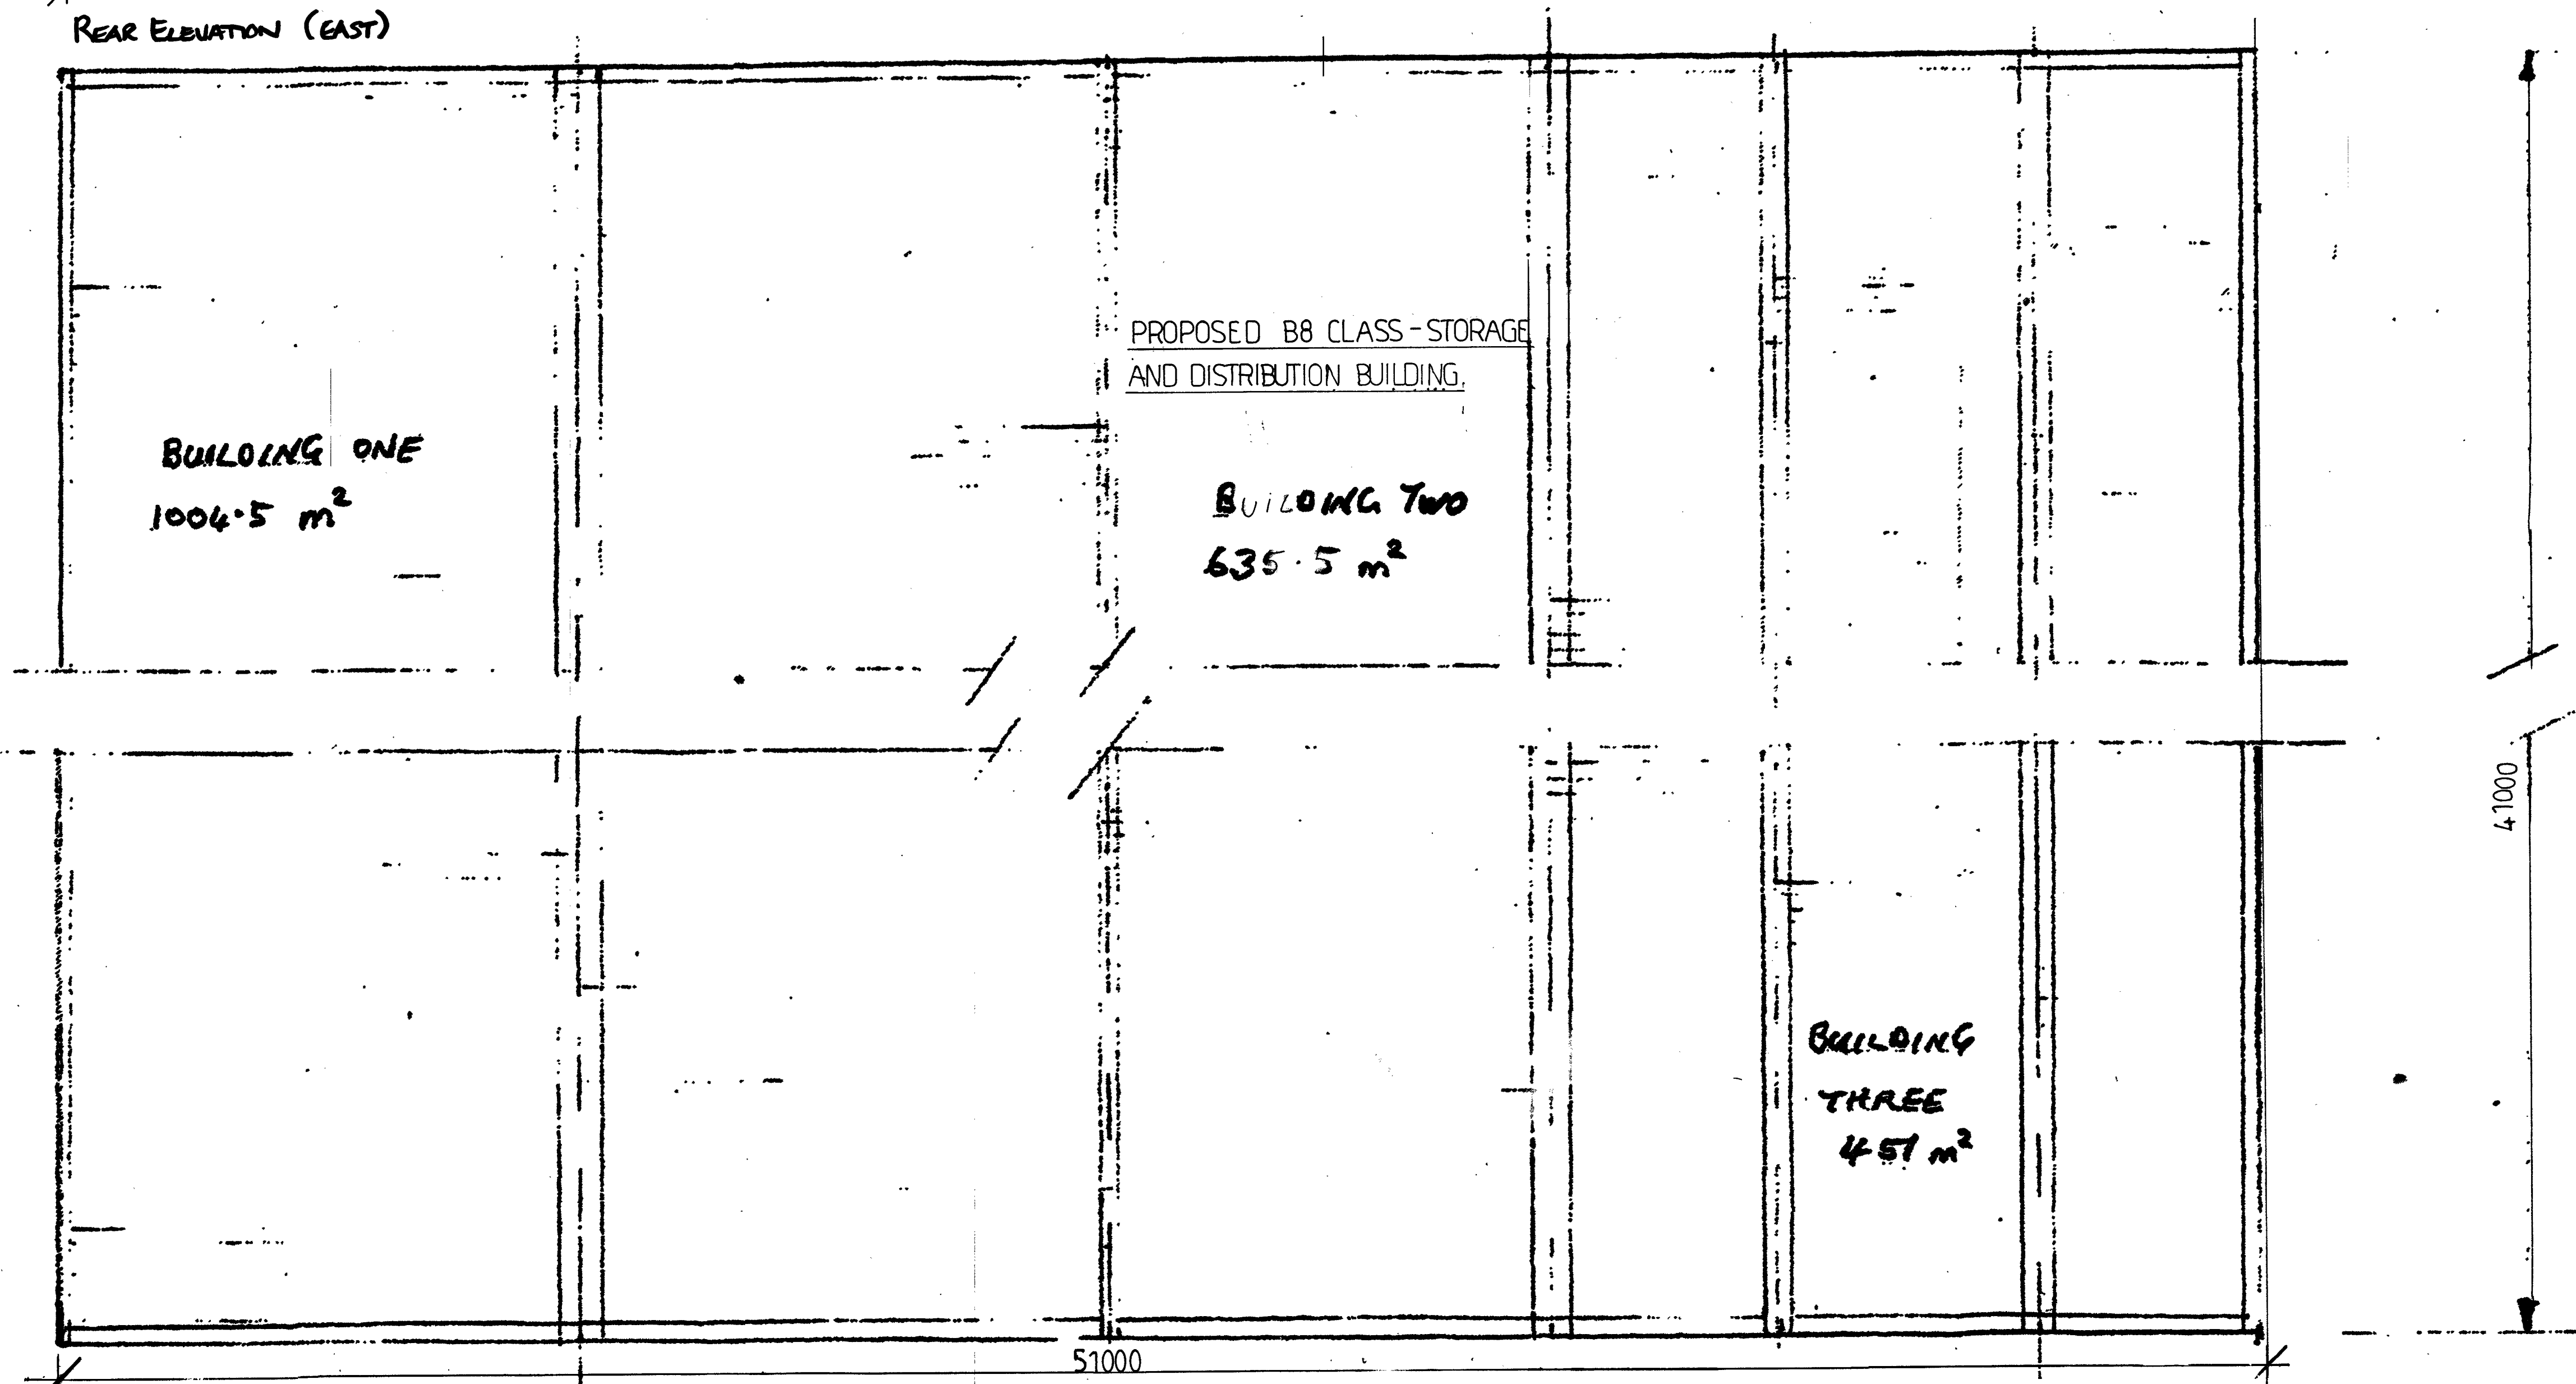 REAR ELEVATION (EAST)
PROPOSED B8 CLASS - STORAGE
AND DISTRIBUTION BUILDING.
BUILDING ONE
1004.5 m²
BUILDING TWO
635.5 m²
41000
BUILDING
THREE
451 m²
51000